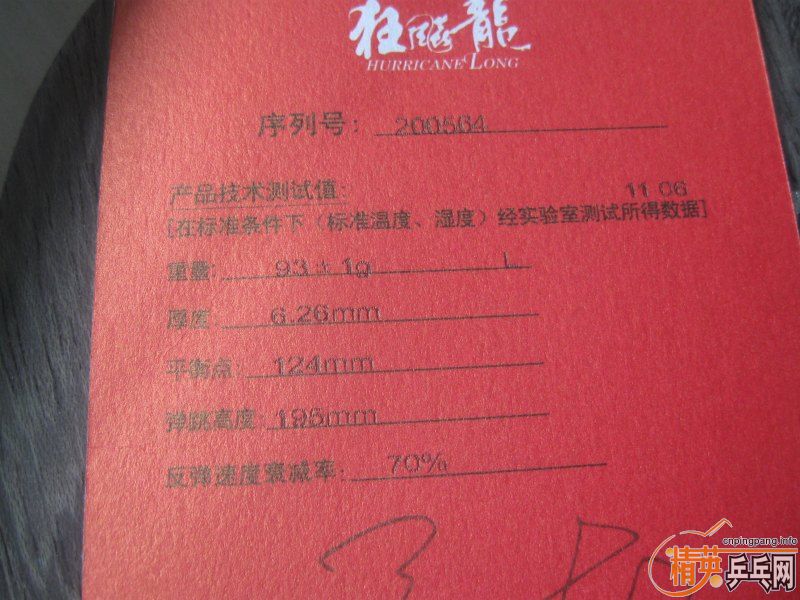 狂飚龍
HURRICANE LONG
序列号: 200564
产品技术测试值: 11 06
[在标准条件下（标准温度、湿度）经实验室测试所得数据]
重量: 93 ± 1g L
厚度: 6.26mm
平衡点: 124mm
弹跳高度: 195mm
反弹速度衰减率: 70%
cnpingpang.info
精英乒乓网